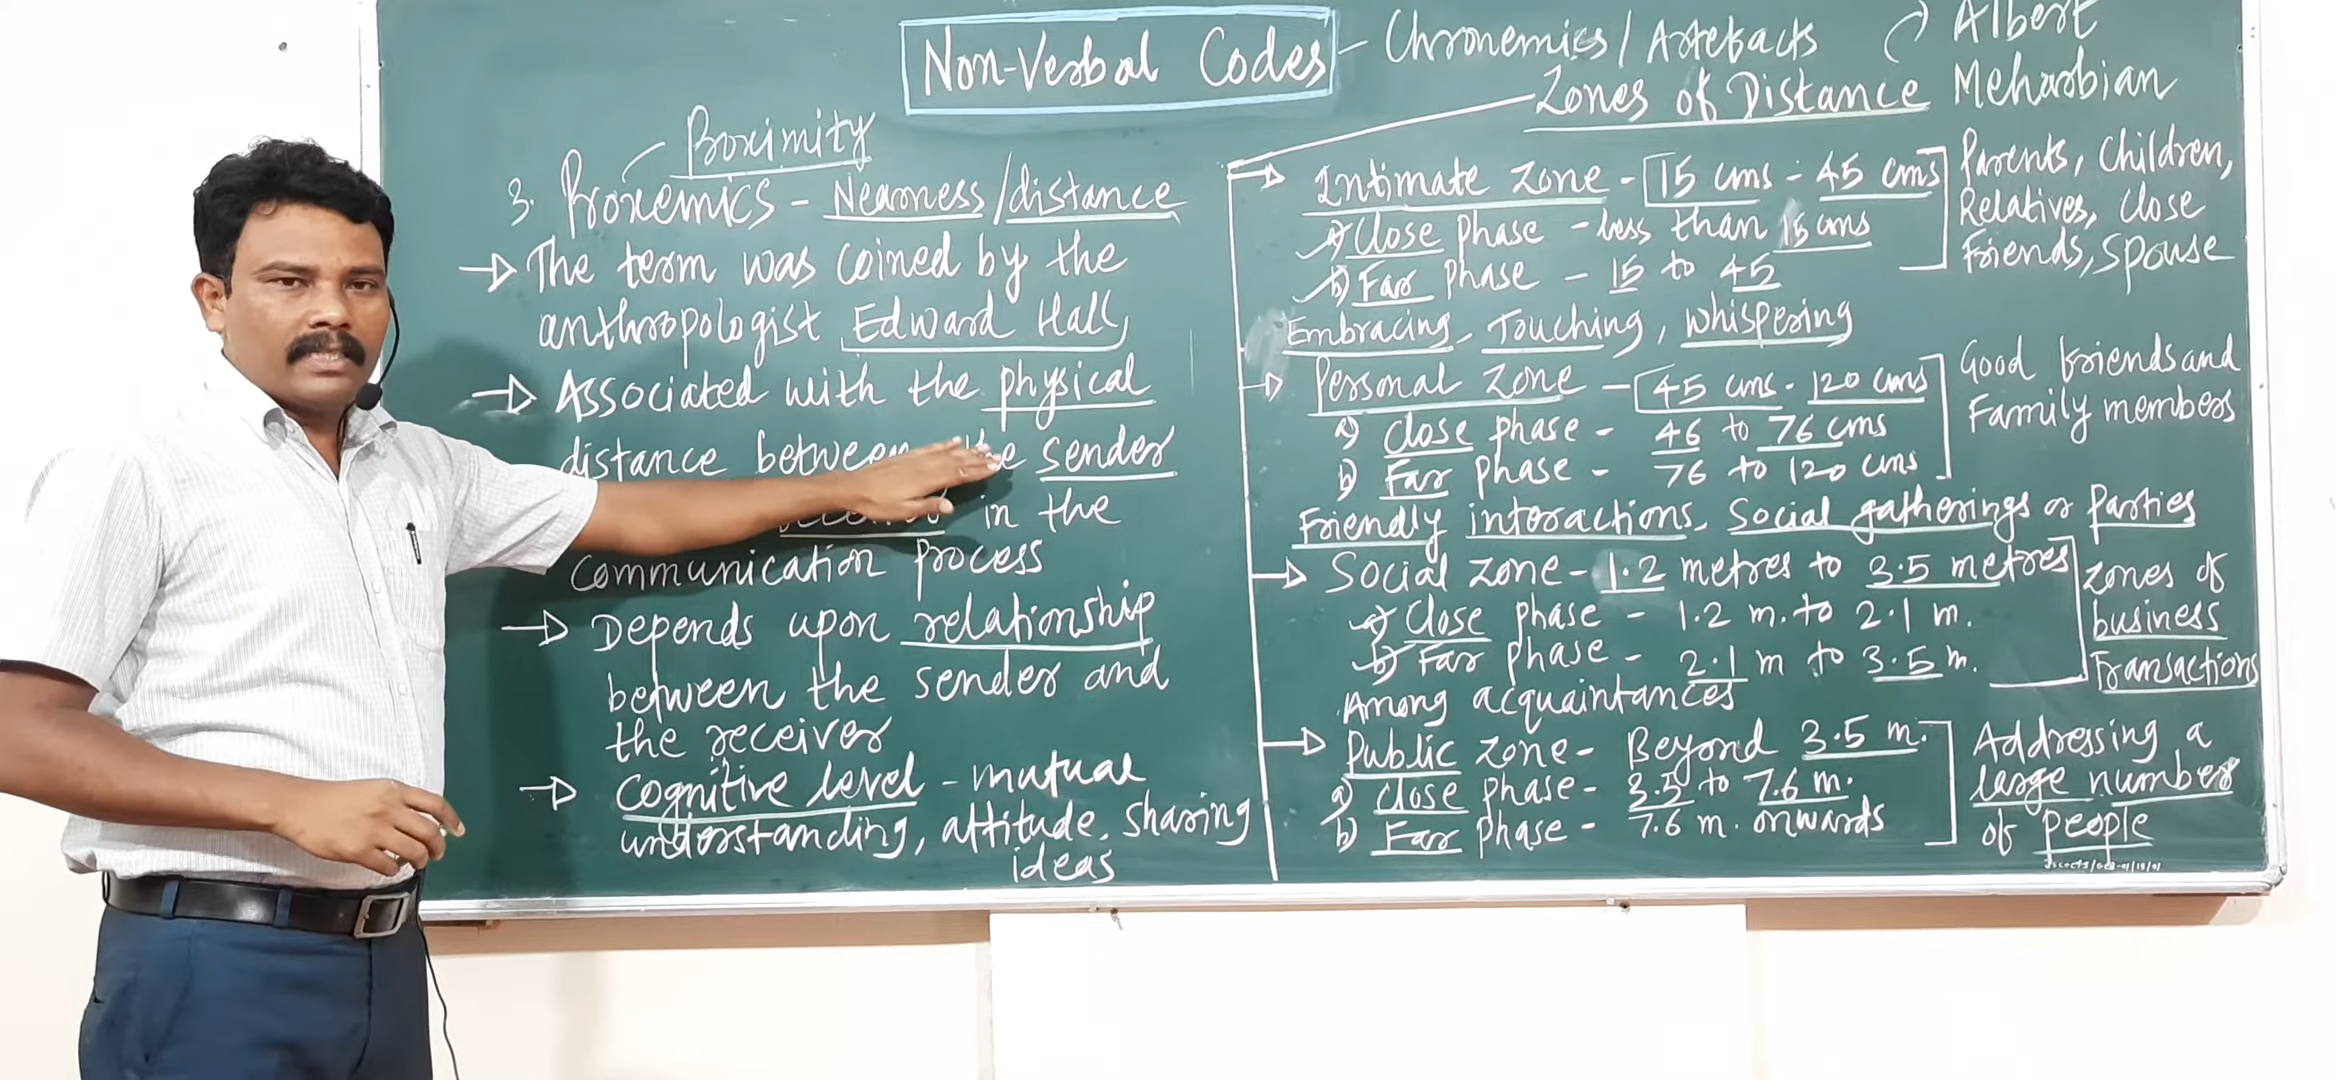 Non-Verbal Codes - Chronemics/Artefacts
Albert
Meharbian
Proximity
3. Proxemics - Nearness/distance
→ The term was coined by the
anthropologist Edward Hall,
→ Associated with the physical
distance between the sender
in the
communication process
→ Depends upon relationship
between the sender and
the receiver
→ Cognitive level - mutual
understanding, attitude, sharing
ideas
Zones of Distance
→ Intimate zone - 15 cms - 45 cms
a) Close phase - less than 15 cms
b) Far phase - 15 to 45
Parents, Children,
Relatives, Close
Friends, Spouse
Embracing, Touching, Whispering
→ Personal zone - 45 cms - 120 cms
a) Close phase - 46 to 76 cms
b) Far phase - 76 to 120 cms
Good friends and
Family members
Friendly interactions, Social gatherings or Parties
→ Social zone - 1.2 metres to 3.5 metres
a) Close phase - 1.2 m. to 2.1 m.
b) Far phase - 2.1 m to 3.5 m.
Among acquaintances
Zones of
business
Transactions
→ Public zone - Beyond 3.5 m.
a) Close phase - 3.5 to 7.6 m.
b) Far phase - 7.6 m. onwards
Addressing a
large number
of people